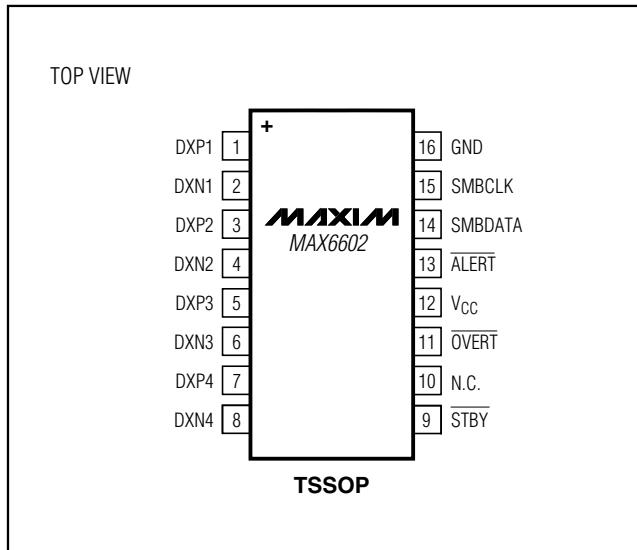 TOP VIEW
+
DXP1 1
DXN1 2
DXP2 3
DXN2 4
DXP3 5
DXN3 6
DXP4 7
DXN4 8
MAXIM
MAX6602
16 GND
15 SMBCLK
14 SMBDATA
13 ALERT
12 VCC
11 OVERT
10 N.C.
9 STBY
TSSOP